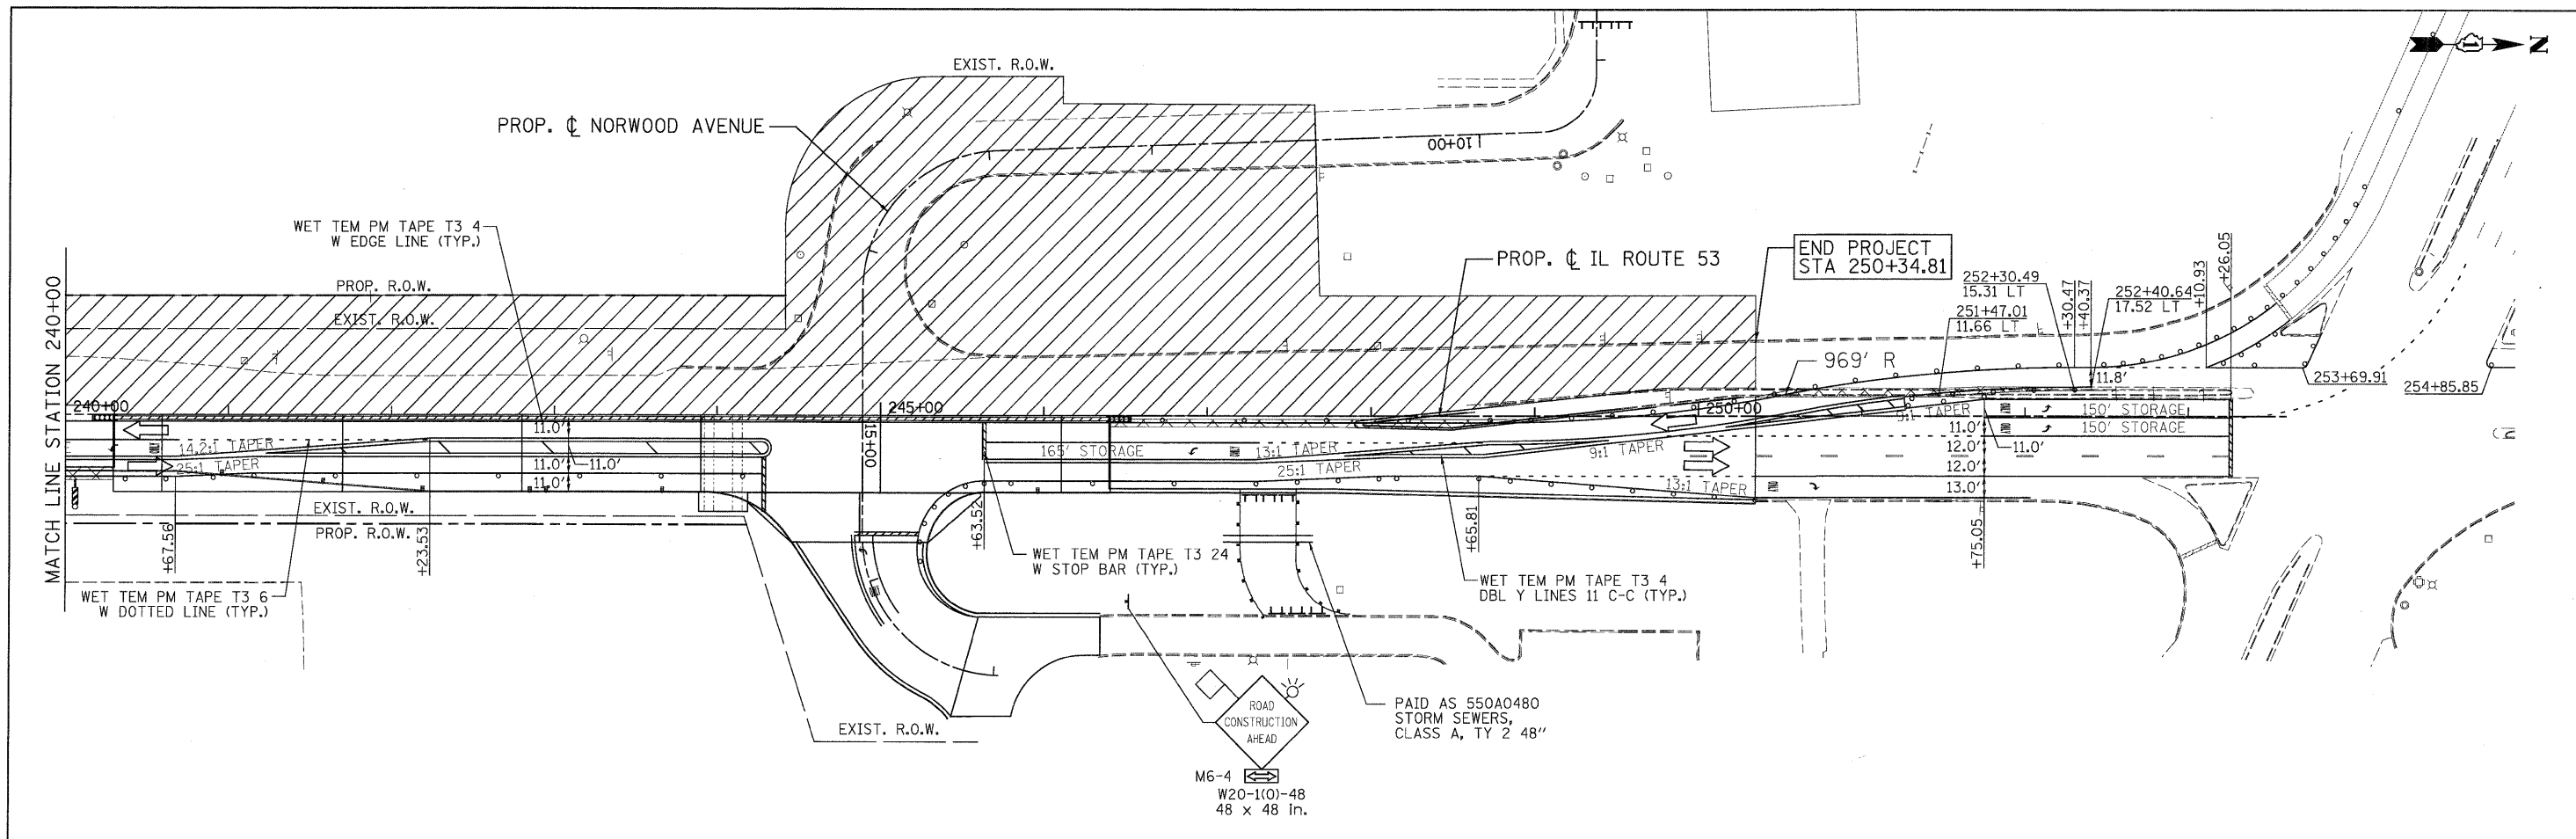 EXIST. R.O.W.
PROP. ℄ NORWOOD AVENUE
110+00
N
1
WET TEM PM TAPE T3 4
W EDGE LINE (TYP.)
PROP. R.O.W.
EXIST. R.O.W.
PROP. ℄ IL ROUTE 53
END PROJECT
STA 250+34.81
252+30.49
15.31 LT
251+47.01
11.66 LT
+30.47
+40.37
252+40.64
17.52 LT
+10.93
+26.05
969' R
11.8'
253+69.91
254+85.85
MATCH LINE STATION 240+00
240+00
245+00
250+00
15+00
11.0'
14.2:1 TAPER
25:1 TAPER
11.0'
11.0'
11.0'
165' STORAGE
13:1 TAPER
25:1 TAPER
9:1 TAPER
9:1 TAPER
ONLY
150' STORAGE
11.0'
ONLY
150' STORAGE
12.0'
11.0'
12.0'
13:1 TAPER
ONLY
13.0'
EXIST. R.O.W.
PROP. R.O.W.
+67.56
+23.53
+63.52
+65.81
+75.05
WET TEM PM TAPE T3 6
W DOTTED LINE (TYP.)
WET TEM PM TAPE T3 24
W STOP BAR (TYP.)
WET TEM PM TAPE T3 4
DBL Y LINES 11 C-C (TYP.)
EXIST. R.O.W.
ROAD
CONSTRUCTION
AHEAD
M6-4
W20-1(O)-48
48 x 48 in.
PAID AS 550A0480
STORM SEWERS,
CLASS A, TY 2 48"